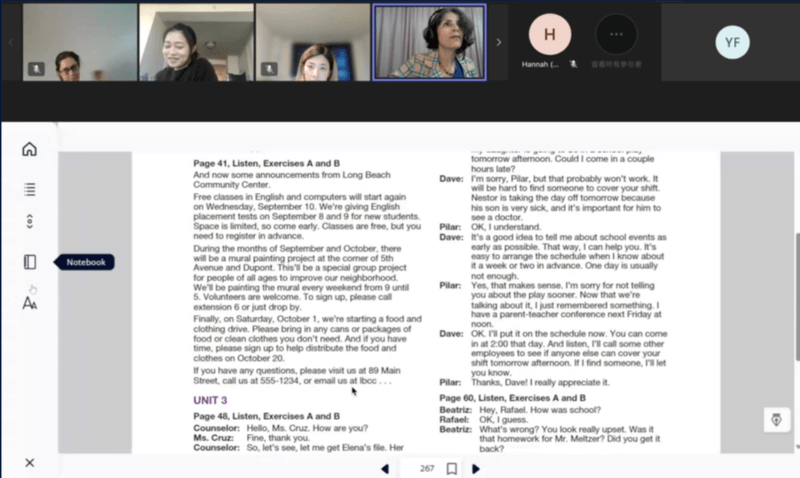 Hannah (...
H
YF
Notebook
Page 41, Listen, Exercises A and B
And now some announcements from Long Beach
Community Center.
Free classes in English and computers will start again
on Wednesday, September 10. We're giving English
placement tests on September 8 and 9 for new students.
Space is limited, so come early. Classes are free, but you
need to register in advance.
During the months of September and October, there
will be a mural painting project at the corner of 5th
Avenue and Dupont. This'll be a special group project
for people of all ages to improve our neighborhood.
We'll be painting the mural every weekend from 9 until
5. Volunteers are welcome. To sign up, please call
extension 6 or just drop by.
Finally, on Saturday, October 1, we're starting a food and
clothing drive. Please bring in any cans or packages of
food or clean clothes you don't need. And if you have
time, please sign up to help distribute the food and
clothes on October 20.
If you have any questions, please visit us at 89 Main
Street, call us at 555-1234, or email us at lbcc . . .
UNIT 3
Page 48, Listen, Exercises A and B
Counselor: Hello, Ms. Cruz. How are you?
Ms. Cruz: Fine, thank you.
Counselor: So, let's see, let me get Elena's file. Her
tomorrow afternoon. Could I come in a couple
hours late?
Dave: I'm sorry, Pilar, but that probably won't work. It
will be hard to find someone to cover your shift.
Nestor is taking the day off tomorrow because
his son is very sick, and it's important for him to
see a doctor.
Pilar: OK, I understand.
Dave: It's a good idea to tell me about school events as
early as possible. That way, I can help you. It's
easy to arrange the schedule when I know about
it a week or two in advance. One day is usually
not enough.
Pilar: Yes, that makes sense. I'm sorry for not telling
you about the play sooner. Now that we're
talking about it, I just remembered something. I
have a parent-teacher conference next Friday at
noon.
Dave: OK. I'll put it on the schedule now. You can come
in at 2:00 that day. And listen, I'll call some other
employees to see if anyone else can cover your
shift tomorrow afternoon. If I find someone, I'll let
you know.
Pilar: Thanks, Dave! I really appreciate it.
Page 60, Listen, Exercises A and B
Beatriz: Hey, Rafael. How was school?
Rafael: OK, I guess.
Beatriz: What's wrong? You look really upset. Was it
that homework for Mr. Meltzer? Did you get it
back?
267